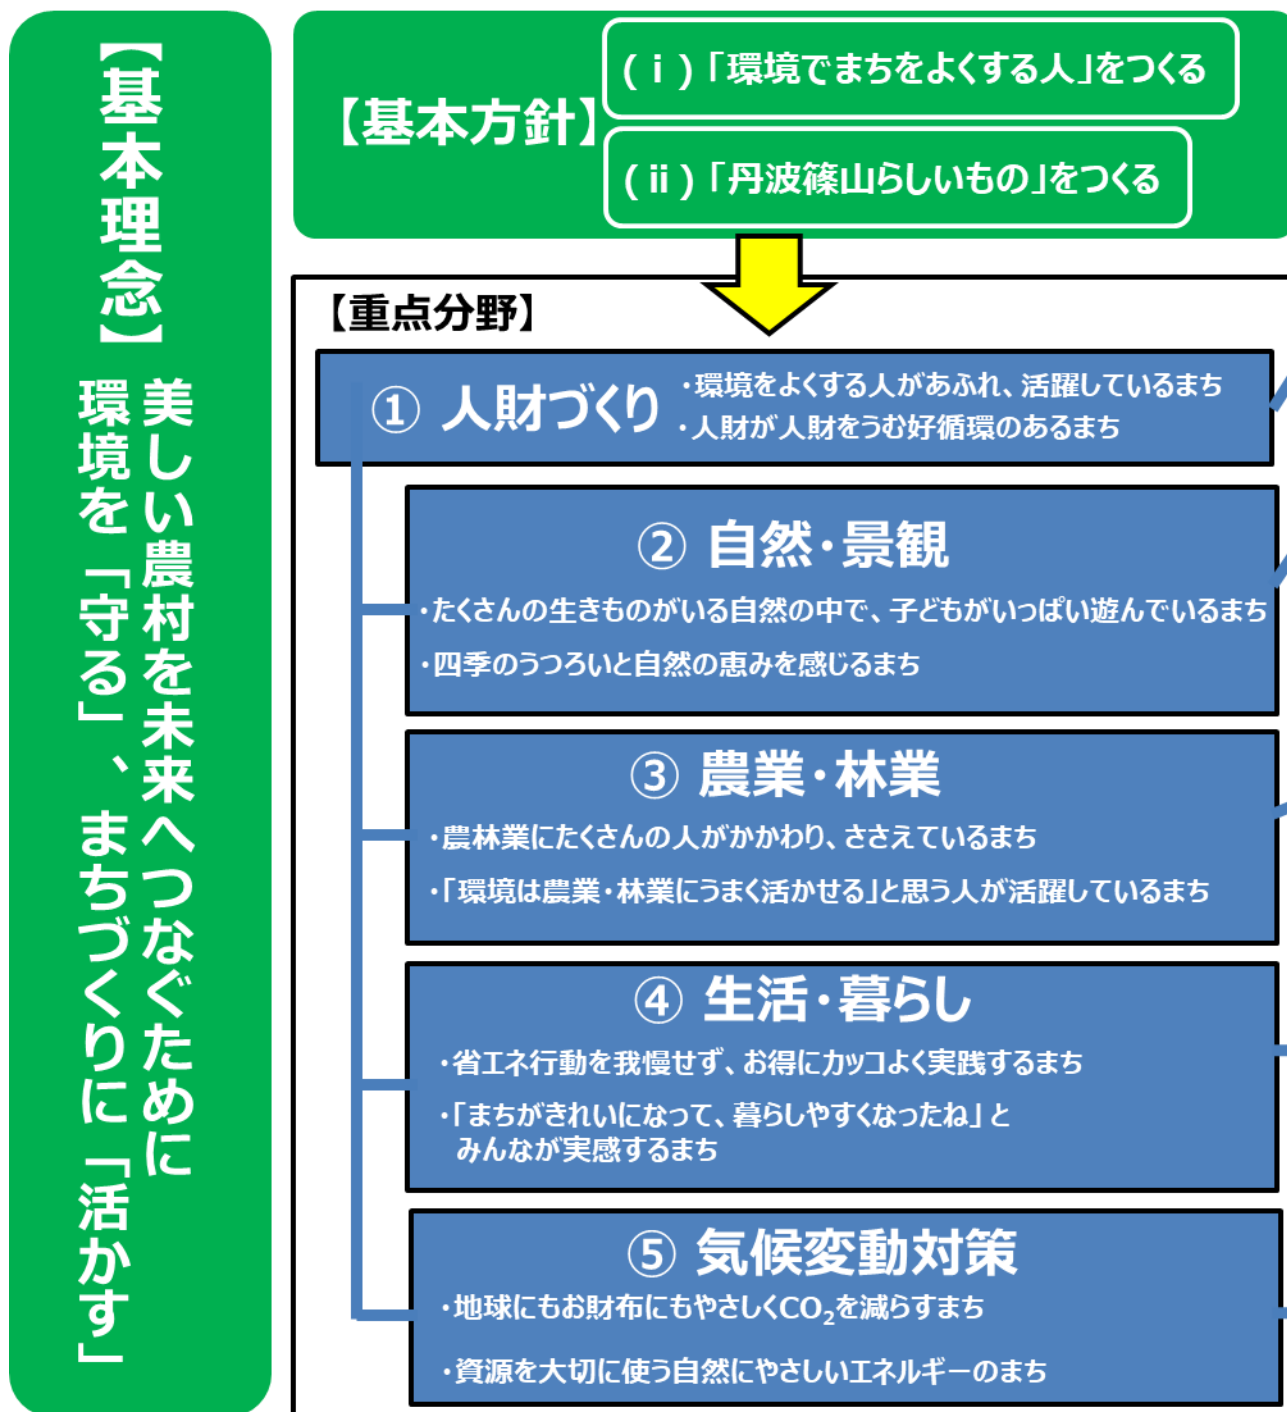 【基本理念】
美しい農村を未来へつなぐために
環境を「守る」、まちづくりに「活かす」
【基本方針】
(ⅰ)「環境でまちをよくする人」をつくる
(ⅱ)「丹波篠山らしいもの」をつくる
【重点分野】
① 人財づくり
・環境をよくする人があふれ、活躍しているまち
・人財が人財をうむ好循環のあるまち
② 自然・景観
・たくさんの生きものがいる自然の中で、子どもがいっぱい遊んでいるまち
・四季のうつろいと自然の恵みを感じるまち
③ 農業・林業
・農林業にたくさんの人がかかわり、ささえているまち
・「環境は農業・林業にうまく活かせる」と思う人が活躍しているまち
④ 生活・暮らし
・省エネ行動を我慢せず、お得にカッコよく実践するまち
・「まちがきれいになって、暮らしやすくなったね」と
みんなが実感するまち
⑤ 気候変動対策
・地球にもお財布にもやさしくCO₂を減らすまち
・資源を大切に使う自然にやさしいエネルギーのまち